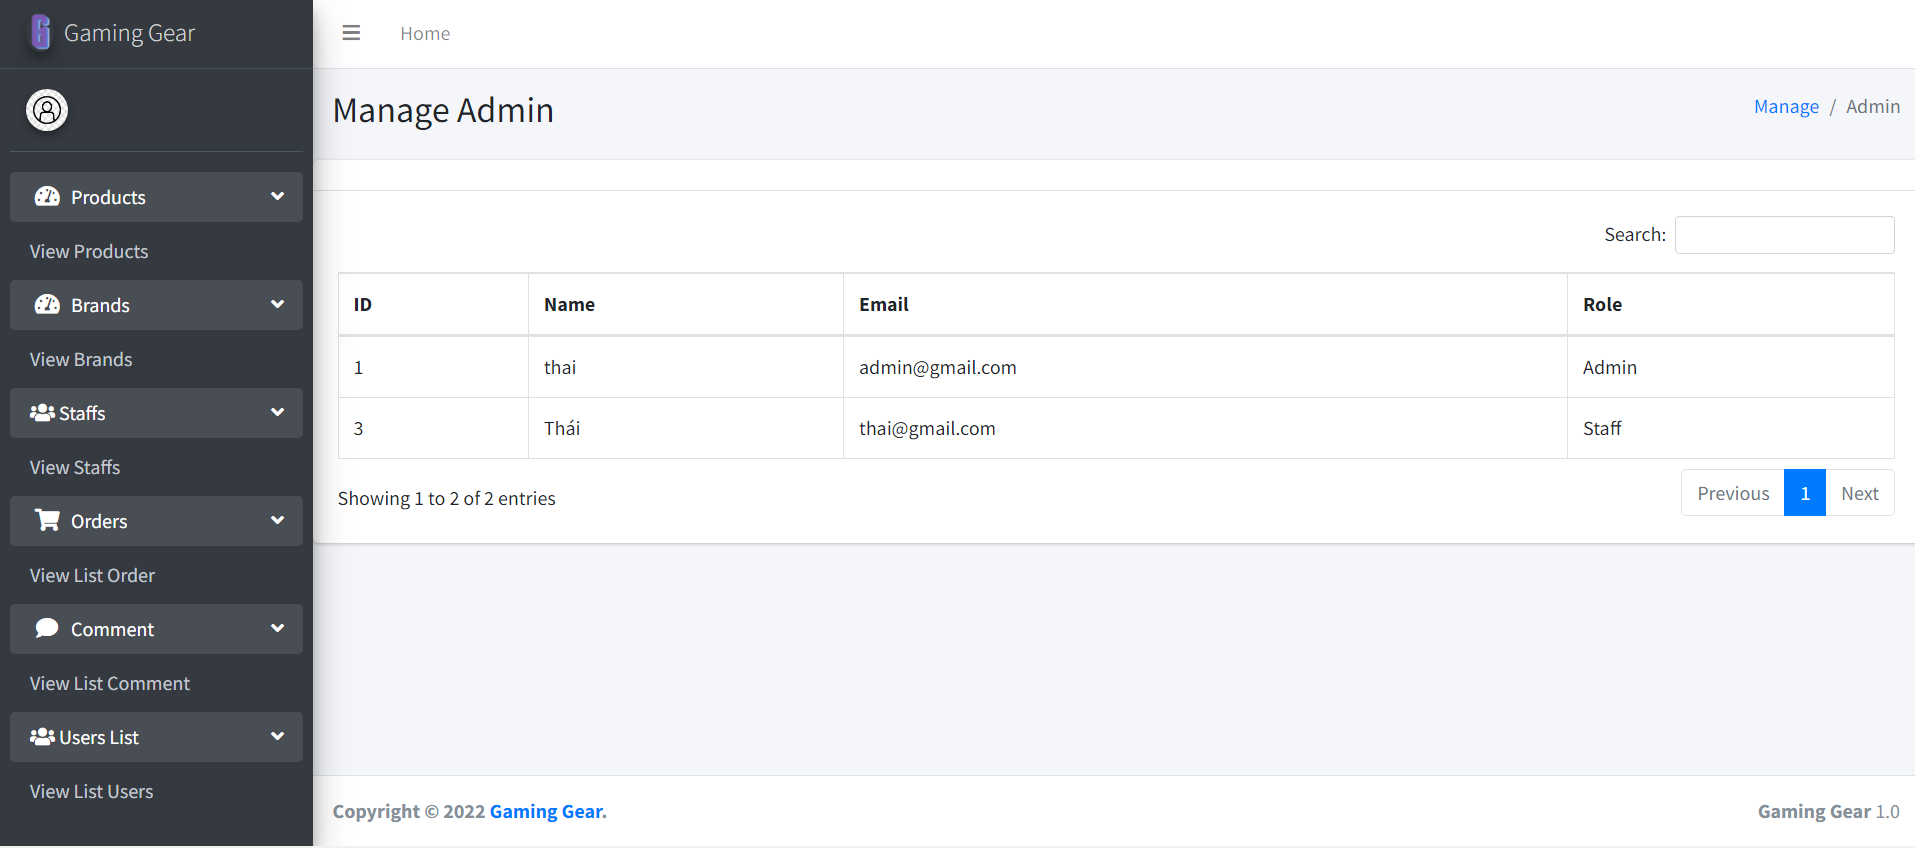 Gaming Gear
Home
Manage Admin
Manage / Admin
Products
View Products
Brands
View Brands
Staffs
View Staffs
Orders
View List Order
Comment
View List Comment
Users List
View List Users
Search:
ID Name Email Role
1 thai admin@gmail.com Admin
3 Thái thai@gmail.com Staff
Showing 1 to 2 of 2 entries
Previous 1 Next
Copyright © 2022 Gaming Gear.
Gaming Gear 1.0